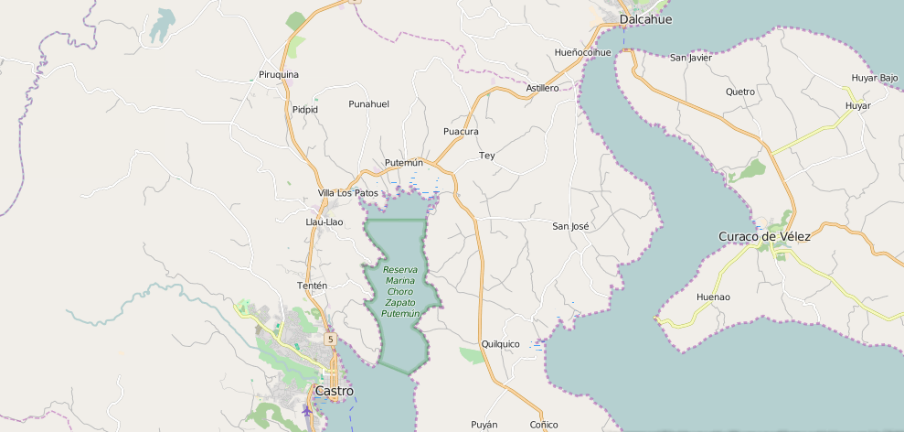 Dalcahue
Hueñocoihue
San Javier
Piruquina
Huyar Bajo
Astillero
Quetro
Punahuel
Huyar
Pidpid
Puacura
Tey
Putemún
Villa Los Patos
Llau-Llao
San José
Curaco de Vélez
Reserva
Marina
Choro
Zapato
Putemún
Tentén
Huenao
5
Quilquico
Castro
Puyán
Coñico